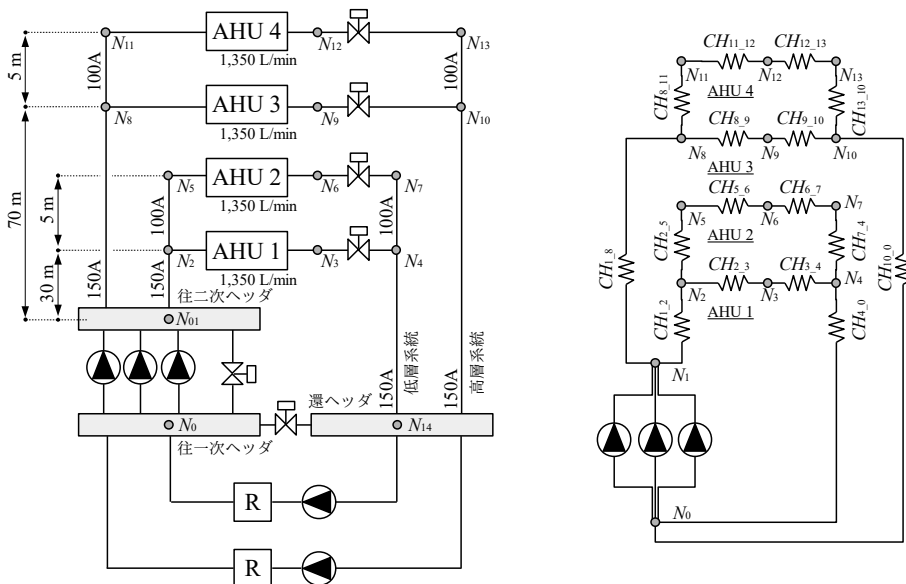 N11
AHU 4
N12
N13
1,350 L/min
5 m
100A
100A
N8
AHU 3
N9
N10
1,350 L/min
N5
AHU 2
N6
N7
1,350 L/min
70 m
5 m
100A
100A
N2
AHU 1
N3
N4
1,350 L/min
30 m
150A
150A
往二次ヘッダ
N01
低層系統
高層系統
150A
150A
還ヘッダ
N0
N14
往一次ヘッダ
R
R
CH11_12
CH12_13
N11
N12
N13
CH8_11
AHU 4
CH13_10
CH8_9
CH9_10
N8
N9
N10
AHU 3
CH5_6
CH6_7
N5
N6
N7
CH2_5
AHU 2
CH7_4
CH1_8
CH2_3
CH3_4
CH10_0
N2
N3
N4
AHU 1
CH1_2
CH4_0
N1
N0